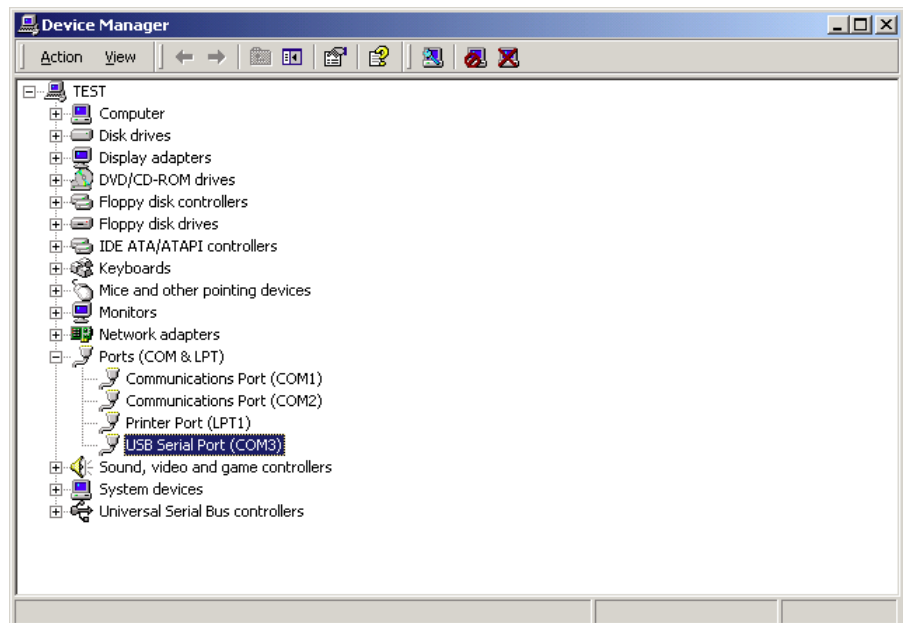 Device Manager
Action View
TEST
Computer
Disk drives
Display adapters
DVD/CD-ROM drives
Floppy disk controllers
Floppy disk drives
IDE ATA/ATAPI controllers
Keyboards
Mice and other pointing devices
Monitors
Network adapters
Ports (COM & LPT)
Communications Port (COM1)
Communications Port (COM2)
Printer Port (LPT1)
USB Serial Port (COM3)
Sound, video and game controllers
System devices
Universal Serial Bus controllers